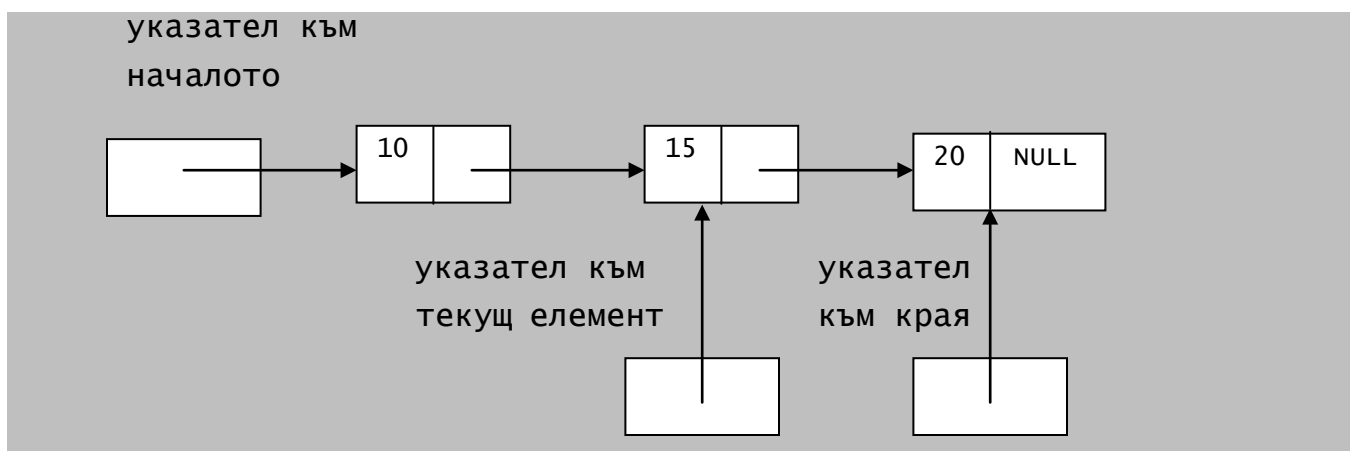 указател към
началото
10
15
20 NULL
указател към
текущ елемент
указател
към края